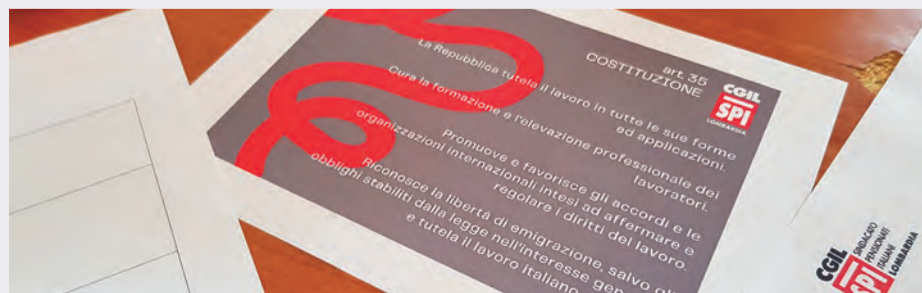 art. 35
COSTITUZIONE
CGIL
SPI
LOMBARDIA
La Repubblica tutela il lavoro in tutte le sue forme
ed applicazioni.
Cura la formazione e l'elevazione professionale dei
lavoratori.
Promuove e favorisce gli accordi e le
organizzazioni internazionali intesi ad affermare e
regolare i diritti del lavoro.
Riconosce la libertà di emigrazione, salvo
obblighi stabiliti dalla legge nell'interesse
e tutela il lavoro italiano
CGIL
SPI
SINDACATO
PENSIONATI
ITALIANI
LOMBARDIA